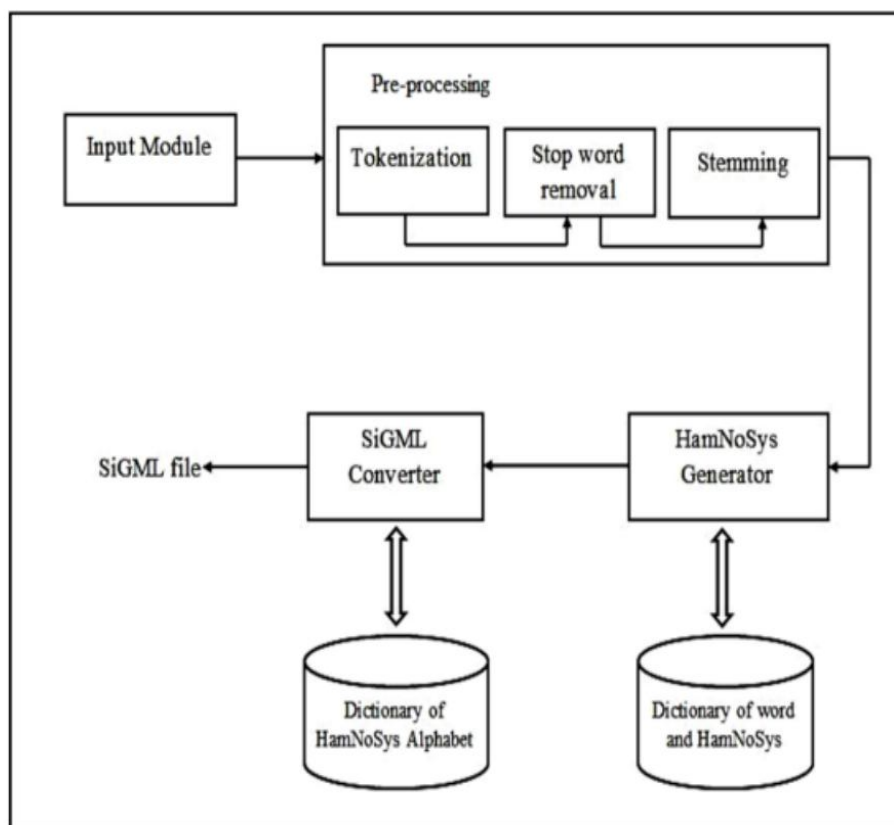 Pre-processing
Input Module
Tokenization
Stop word
removal
Stemming
SiGML file
SiGML
Converter
HamNoSys
Generator
Dictionary of
HamNoSys Alphabet
Dictionary of word
and HamNoSys